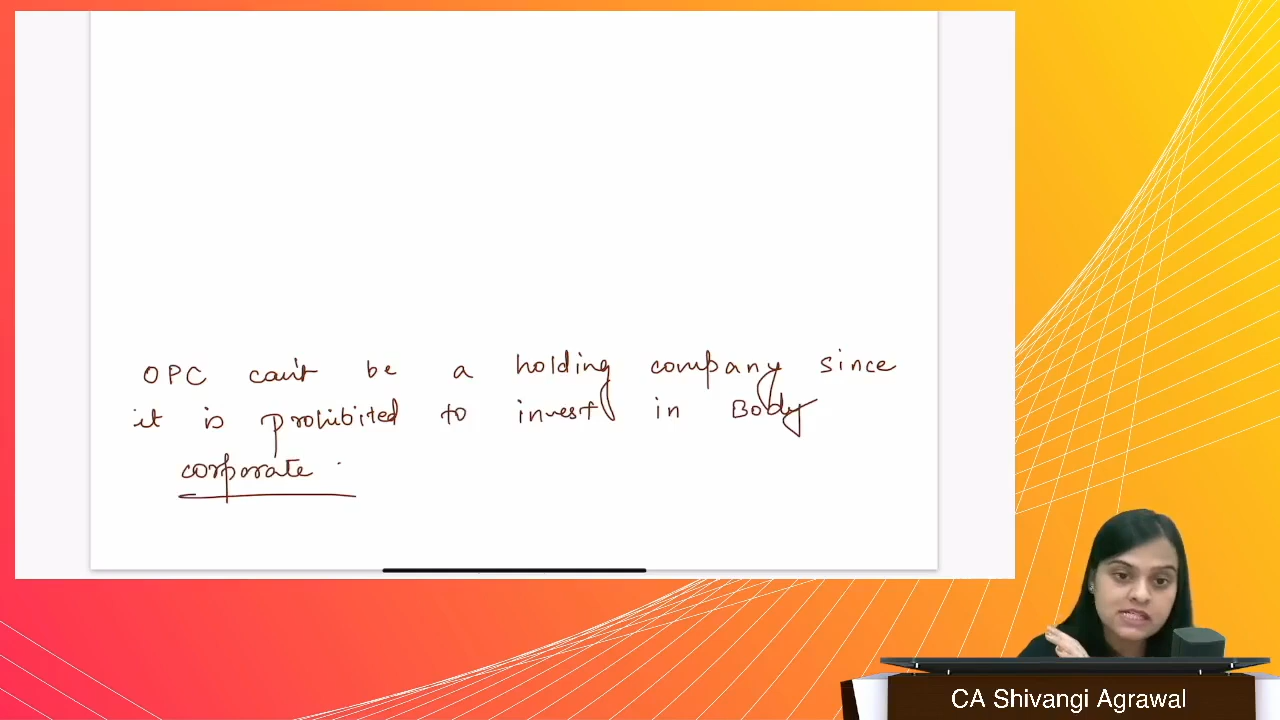 OPC can't be a holding company since
it is prohibited to invest in Body
corporate.
CA Shivangi Agrawal